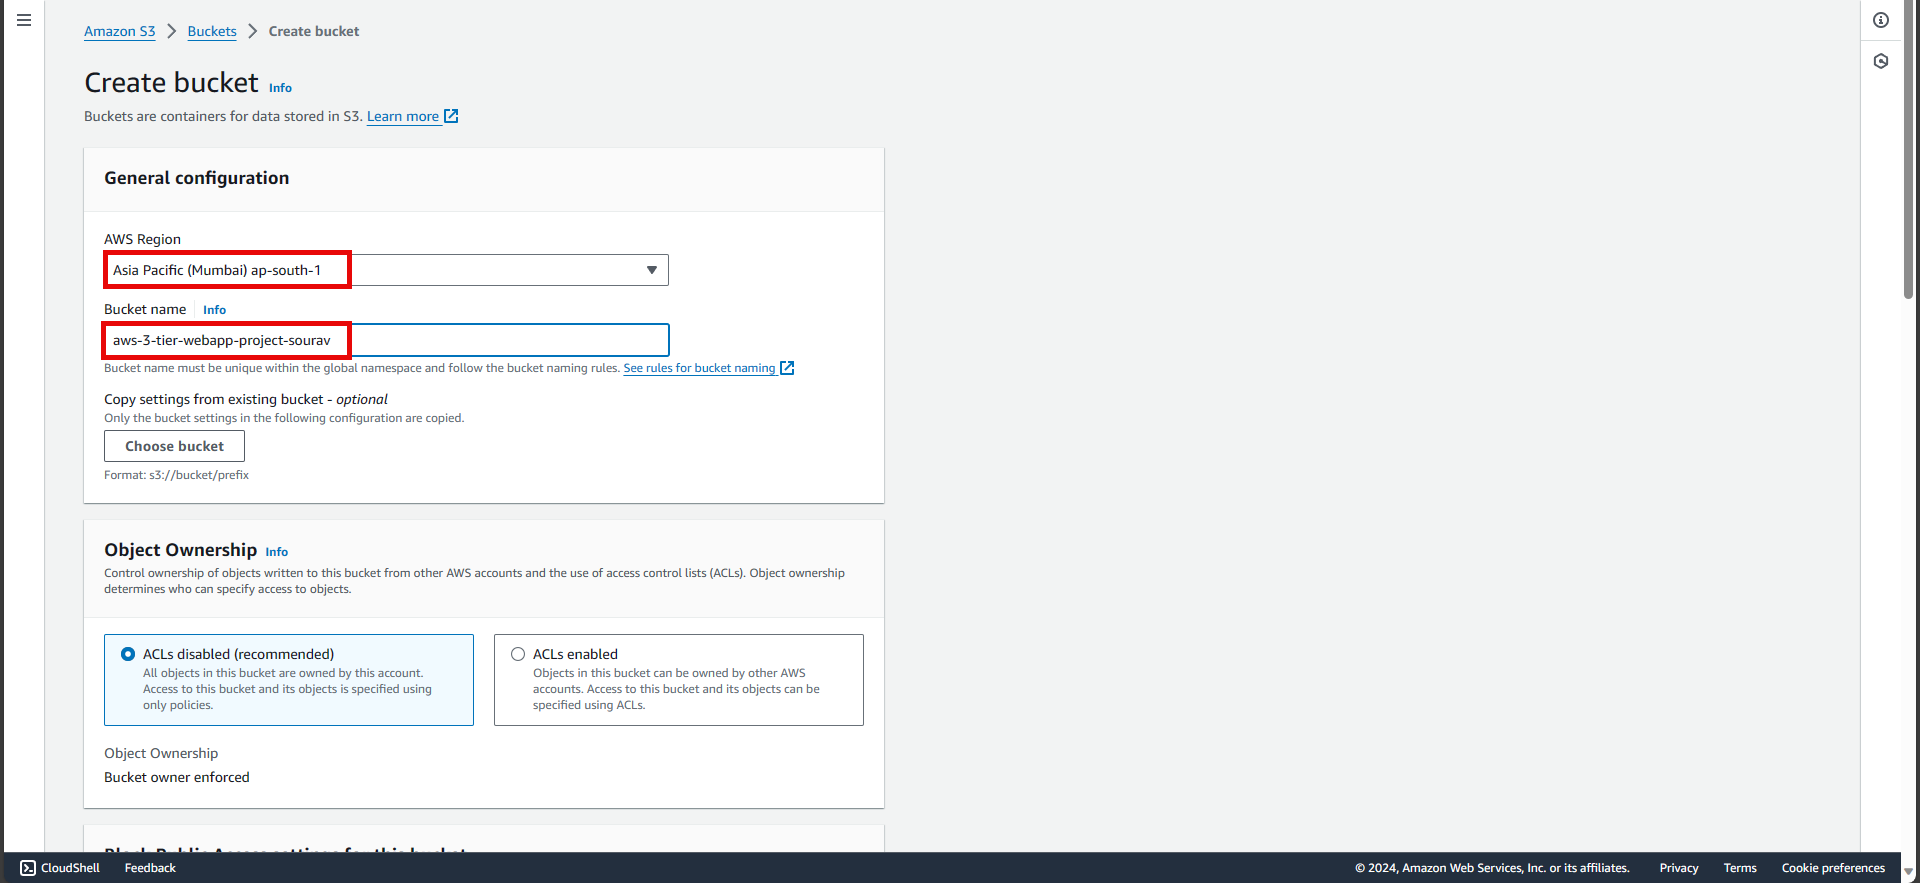 Amazon S3 > Buckets > Create bucket
Create bucket Info
Buckets are containers for data stored in S3. Learn more
General configuration
AWS Region
Asia Pacific (Mumbai) ap-south-1
Bucket name Info
aws-3-tier-webapp-project-sourav
Bucket name must be unique within the global namespace and follow the bucket naming rules. See rules for bucket naming
Copy settings from existing bucket - optional
Only the bucket settings in the following configuration are copied.
Choose bucket
Format: s3://bucket/prefix
Object Ownership Info
Control ownership of objects written to this bucket from other AWS accounts and the use of access control lists (ACLs). Object ownership
determines who can specify access to objects.
ACLs disabled (recommended)
All objects in this bucket are owned by this account.
Access to this bucket and its objects is specified using
only policies.
ACLs enabled
Objects in this bucket can be owned by other AWS
accounts. Access to this bucket and its objects can be
specified using ACLs.
Object Ownership
Bucket owner enforced
Block Public Access settings for this bucket
CloudShell Feedback © 2024, Amazon Web Services, Inc. or its affiliates. Privacy Terms Cookie preferences